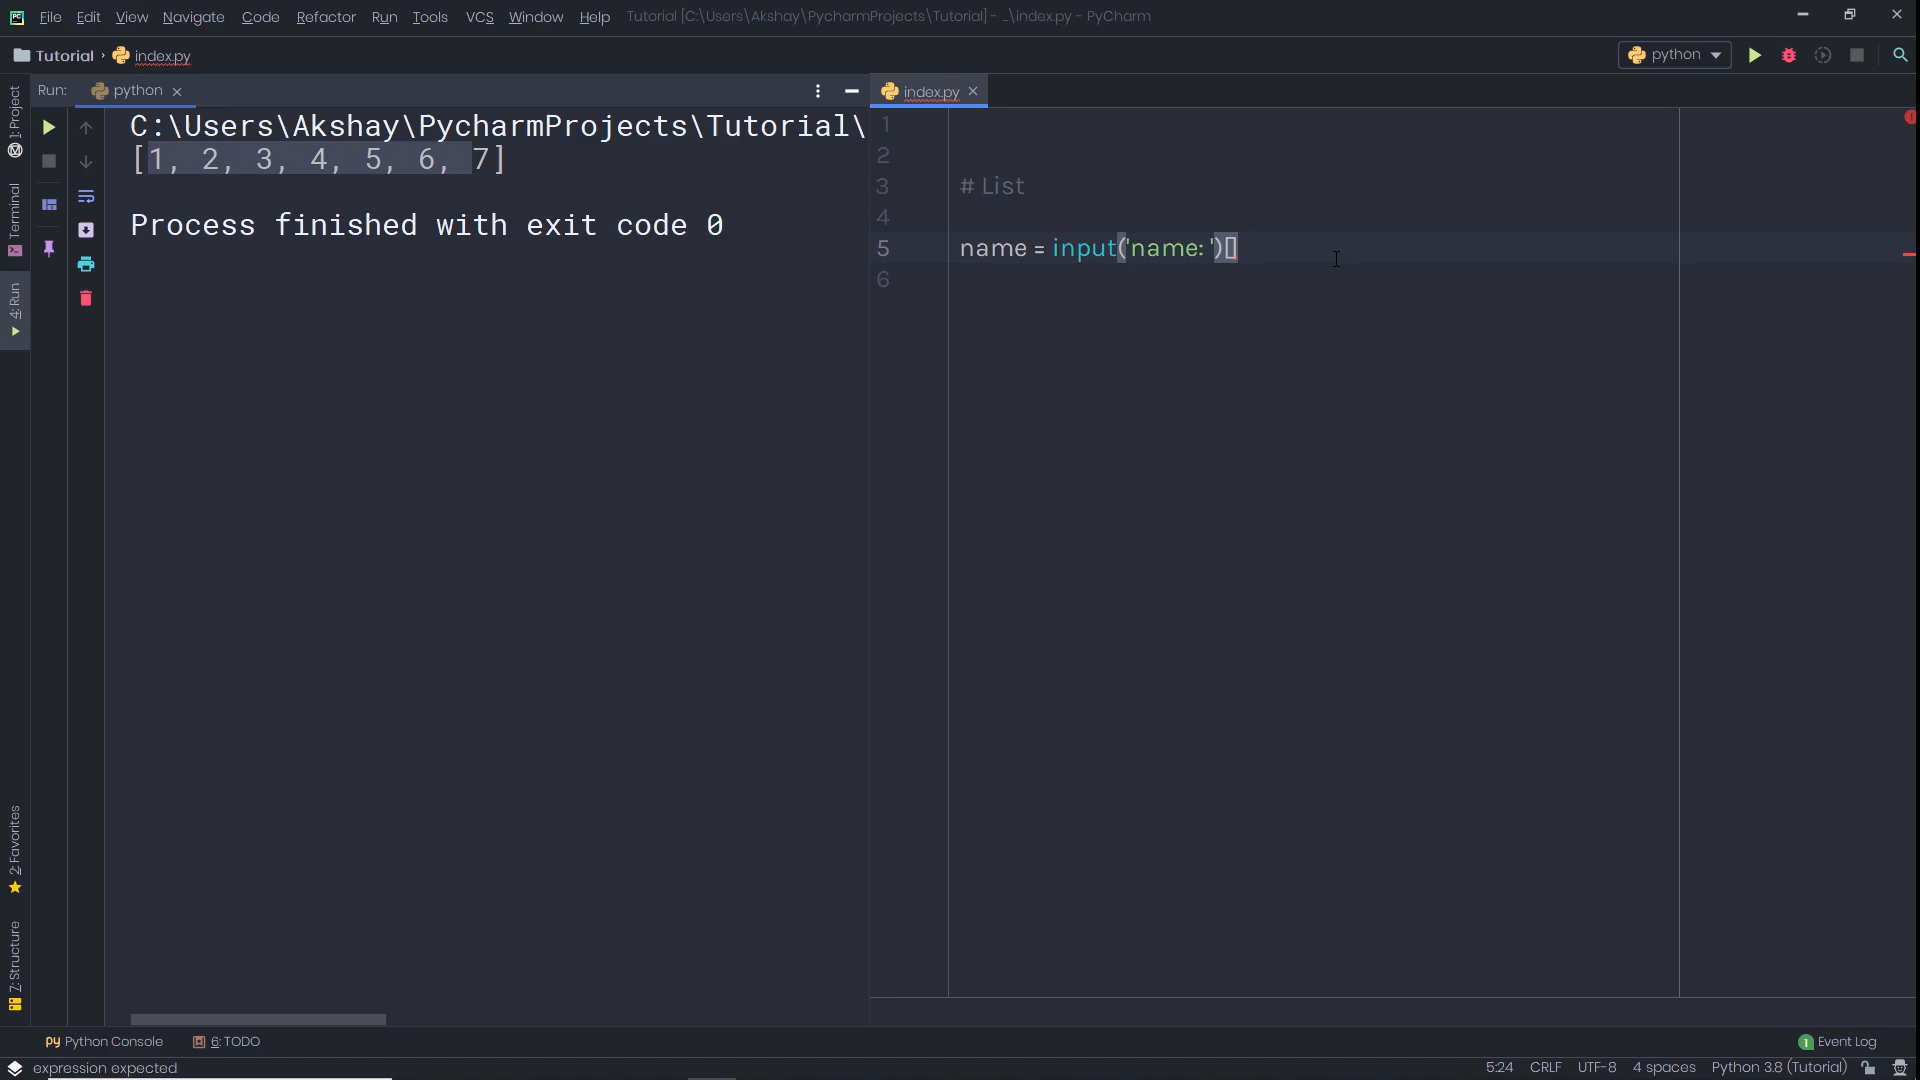 File Edit View Navigate Code Refactor Run Tools VCS Window Help Tutorial [C:\Users\Akshay\PycharmProjects\Tutorial] - ...\index.py - PyCharm
Tutorial index.py python
Run: python
index.py
1: Project
Terminal
4: Run
2: Favorites
7: Structure
C:\Users\Akshay\PycharmProjects\Tutorial\
[1, 2, 3, 4, 5, 6, 7]
Process finished with exit code 0
1
2
3 # List
4
5 name = input('name: ')[]
6
Python Console 6: TODO 1 Event Log
expression expected 5:24 CRLF UTF-8 4 spaces Python 3.8 (Tutorial)